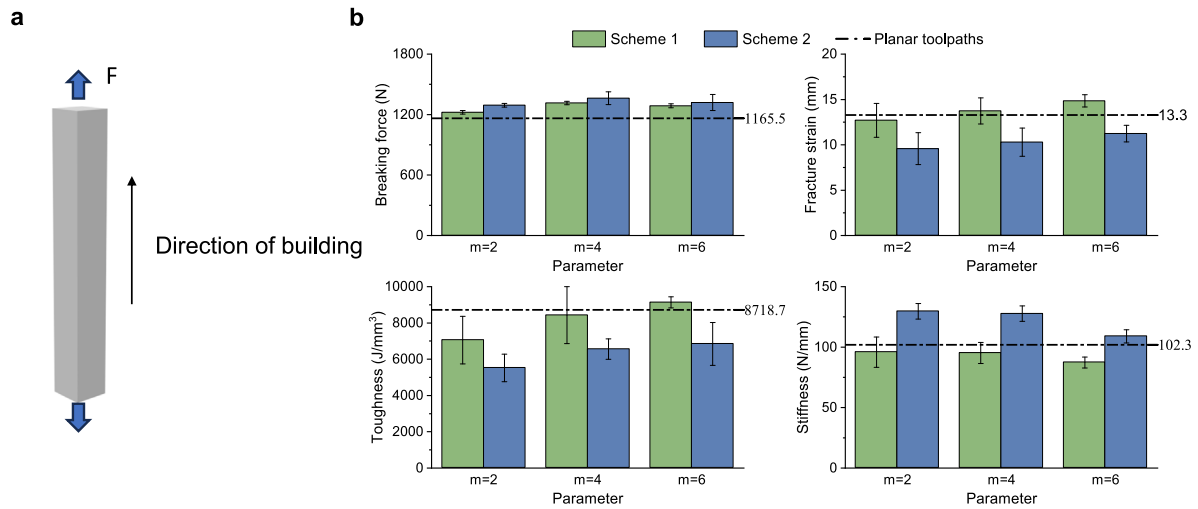 a
F
Direction of building
b
Scheme 1 Scheme 2 Planar toolpaths
Breaking force (N)
1800
1200
600
0
1165.5
m=2 m=4 m=6
Parameter
Fracture strain (mm)
20
15
10
5
0
13.3
m=2 m=4 m=6
Parameter
Toughness (J/mm³)
10000
8000
6000
4000
2000
0
8718.7
m=2 m=4 m=6
Parameter
Stiffness (N/mm)
150
100
50
0
102.3
m=2 m=4 m=6
Parameter